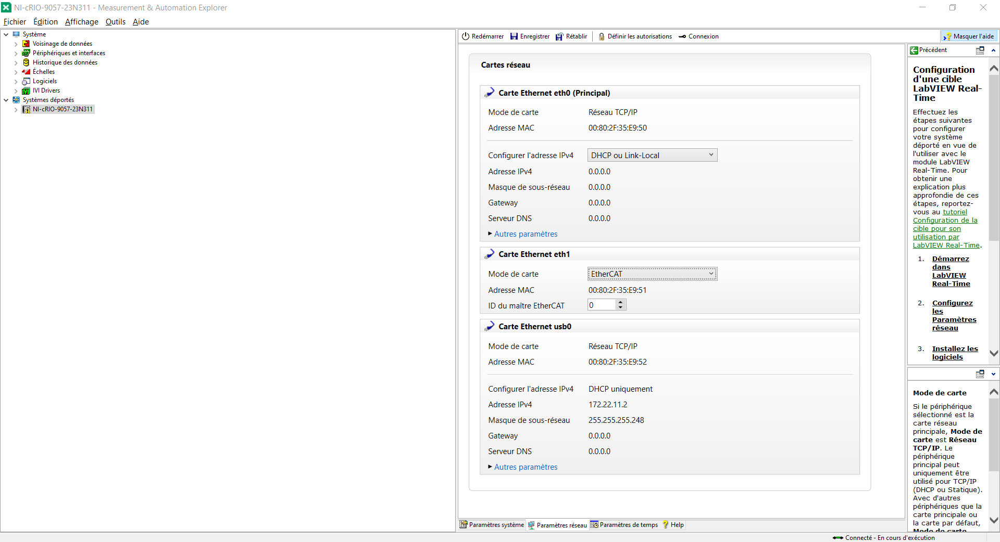 NI-cRIO-9057-23N311 - Measurement & Automation Explorer
Fichier Édition Affichage Outils Aide
Système
Voisinage de données
Périphériques et interfaces
Historique des données
Échelles
Logiciels
IVI Drivers
Systèmes déportés
NI-cRIO-9057-23N311
Redémarrer Enregistrer Rétablir Définir les autorisations Connexion
Masquer l'aide
Cartes réseau
Carte Ethernet eth0 (Principal)
Mode de carte Réseau TCP/IP
Adresse MAC 00:80:2F:35:E9:50
Configurer l'adresse IPv4 DHCP ou Link-Local
Adresse IPv4 0.0.0.0
Masque de sous-réseau 0.0.0.0
Gateway 0.0.0.0
Serveur DNS 0.0.0.0
Autres paramètres
Carte Ethernet eth1
Mode de carte EtherCAT
Adresse MAC 00:80:2F:35:E9:51
ID du maître EtherCAT 0
Carte Ethernet usb0
Mode de carte Réseau TCP/IP
Adresse MAC 00:80:2F:35:E9:52
Configurer l'adresse IPv4 DHCP uniquement
Adresse IPv4 172.22.11.2
Masque de sous-réseau 255.255.255.248
Gateway 0.0.0.0
Serveur DNS 0.0.0.0
Autres paramètres
Paramètres système Paramètres réseau Paramètres de temps Help
Précédent
Configuration
d'une cible
LabVIEW Real-
Time
Effectuez les
étapes suivantes
pour configurer
votre système
déporté en vue de
l'utiliser avec le
module LabVIEW
Real-Time. Pour
obtenir une
explication plus
approfondie de ces
étapes, reportez-
vous au tutoriel
Configuration de la
cible pour son
utilisation par
LabVIEW Real-Time.
1. Démarrez
dans
LabVIEW
Real-Time
2. Configurez
les
Paramètres
réseau
3. Installez les
logiciels
Mode de carte
Si le périphérique
sélectionné est la
carte réseau
principale, Mode de
carte est Réseau
TCP/IP. Le
périphérique
principal peut
uniquement être
utilisé pour TCP/IP
(DHCP ou Statique).
Avec d'autres
périphériques que la
carte principale ou
la carte par défaut,
Mode de carte
Connecté - En cours d'exécution